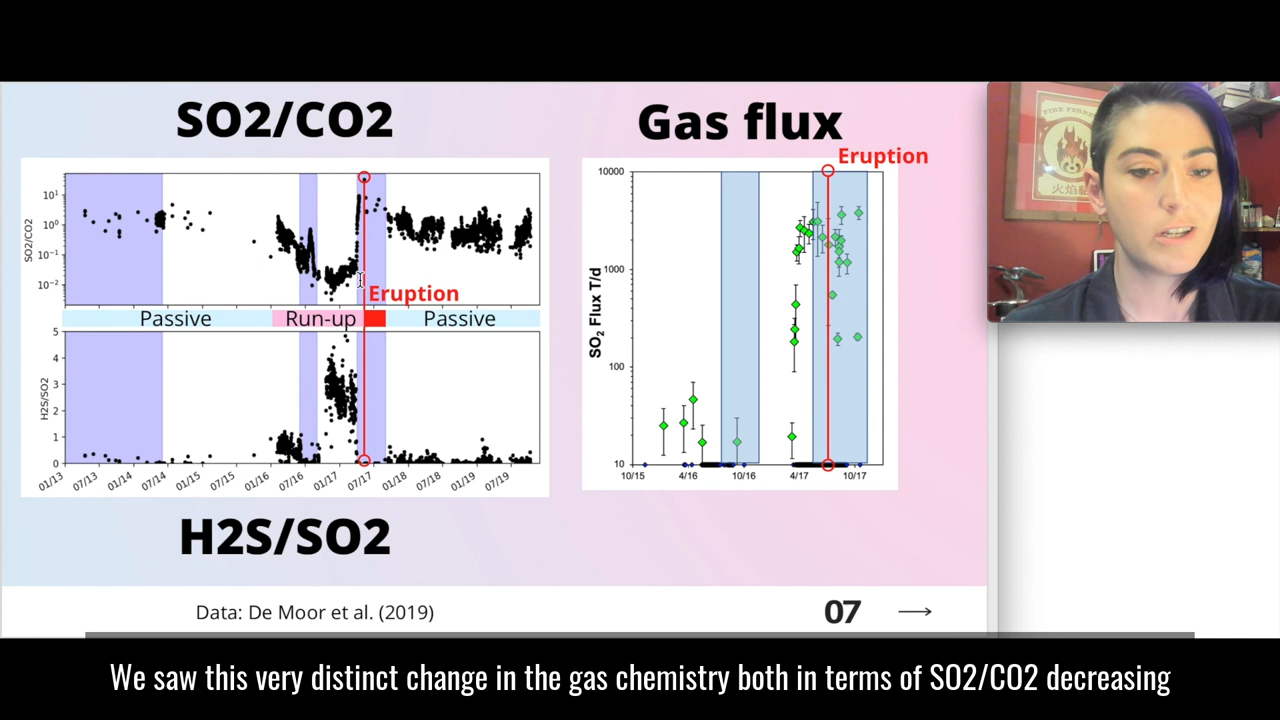 SO2/CO2
Gas flux
Eruption
FIRE FERRET
火焰貂
SO2/CO2
10¹
10⁰
10⁻¹
10⁻²
Eruption
Passive
Run-up
Passive
H2S/SO2
5
4
3
2
1
0
01/13
07/13
01/14
07/14
01/15
07/15
01/16
07/16
01/17
07/17
01/18
07/18
01/19
07/19
SO₂ Flux T/d
10000
1000
100
10
10/15
4/16
10/16
4/17
10/17
H2S/SO2
Data: De Moor et al. (2019)
07
We saw this very distinct change in the gas chemistry both in terms of SO2/CO2 decreasing